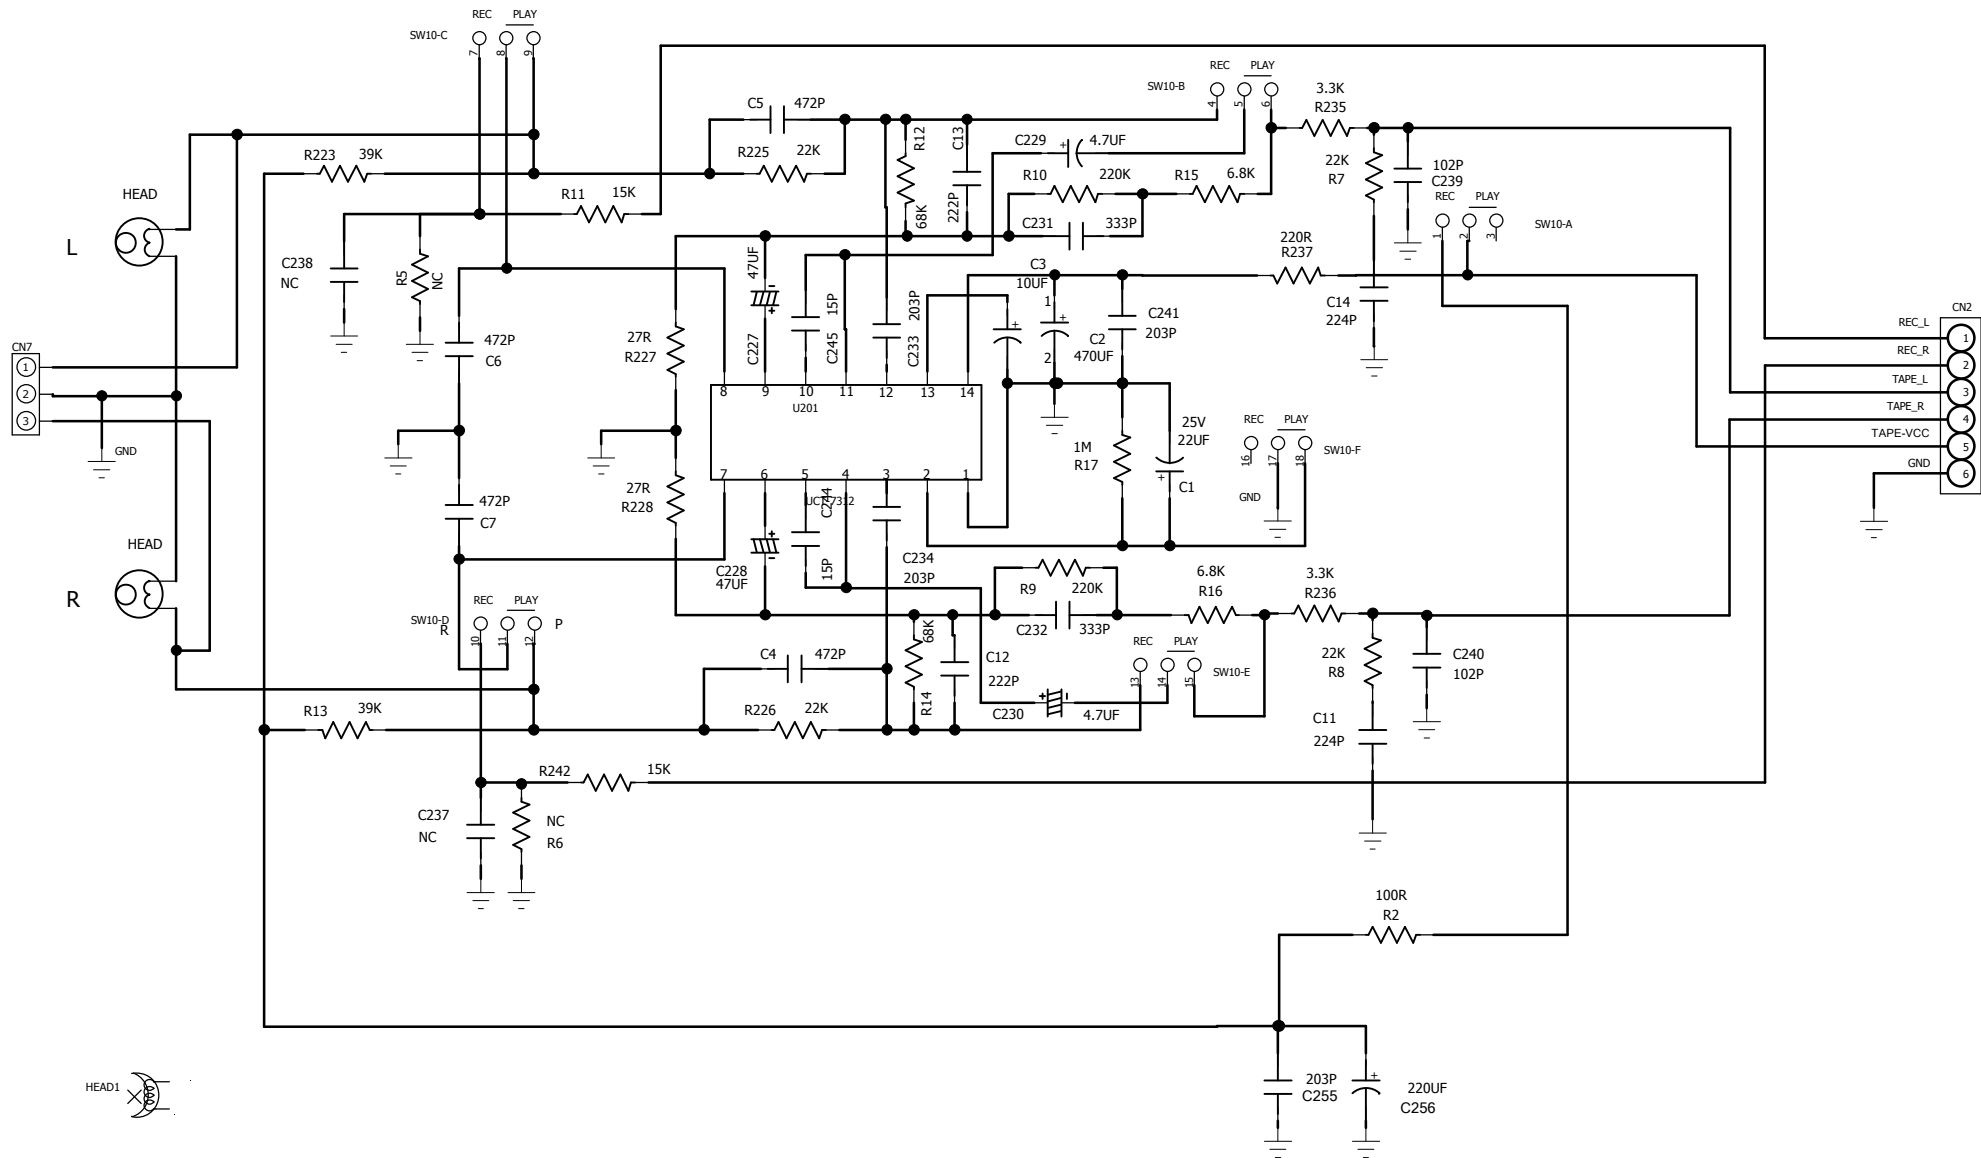 REC PLAY
SW10-C
7 8 9
REC PLAY
SW10-B
4 5 6
3.3K
R235
C5 472P
R225 22K
R12
68K
C13
222P
C229 4.7UF
R10 220K
R15 6.8K
C231 333P
22K
R7
102P
C239
REC PLAY
SW10-A
1 2 3
R223 39K
R11 15K
HEAD
L
C238
NC
R5
NC
47UF
C227
15P
C245
203P
C233
C3
10UF
1
2
C2
470UF
C241
203P
220R
R237
C14
224P
CN2
REC_L 1
REC_R 2
TAPE_L 3
TAPE_R 4
TAPE-VCC 5
GND 6
CN7
1
2
3
GND
472P
C6
27R
R227
8 9 10 11 12 13 14
U201
7 6 5 4 3 2 1
UCT-7312
27R
R228
472P
C7
1M
R17
25V
22UF
C1
REC PLAY
SW10-F
16 17 18
GND
HEAD
R
C228
47UF
C244
15P
C234
203P
R9 220K
C232 333P
6.8K
R16
3.3K
R236
REC PLAY
SW10-D
R P
10 11 12
C4 472P
68K
R14
C12
222P
REC PLAY
SW10-E
13 14 15
C230 4.7UF
22K
R8
C240
102P
R13 39K
R226 22K
C11
224P
R242 15K
C237
NC
NC
R6
100R
R2
HEAD1
203P
C255
220UF
C256